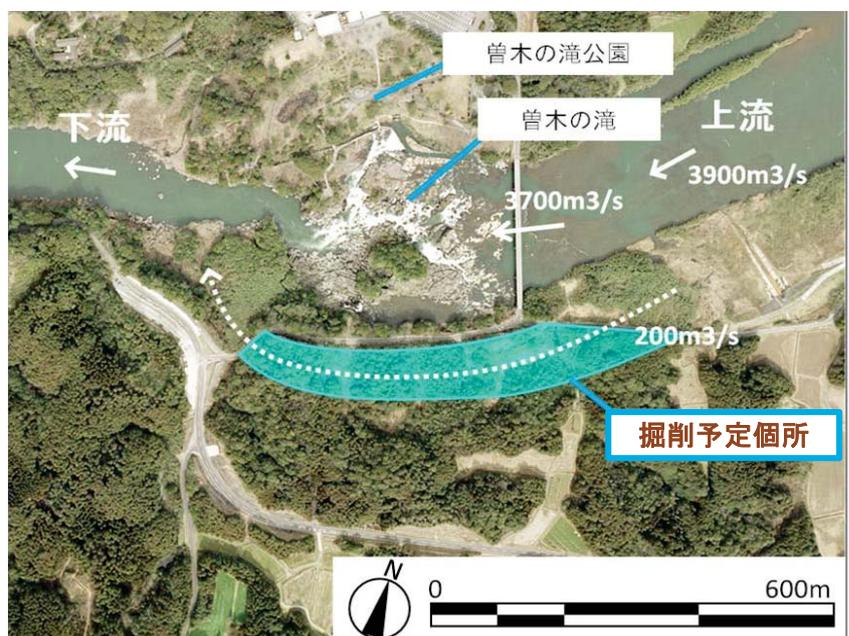 曽木の滝公園
曽木の滝
上流
下流
3900m3/s
3700m3/s
200m3/s
掘削予定個所
N
0 600m